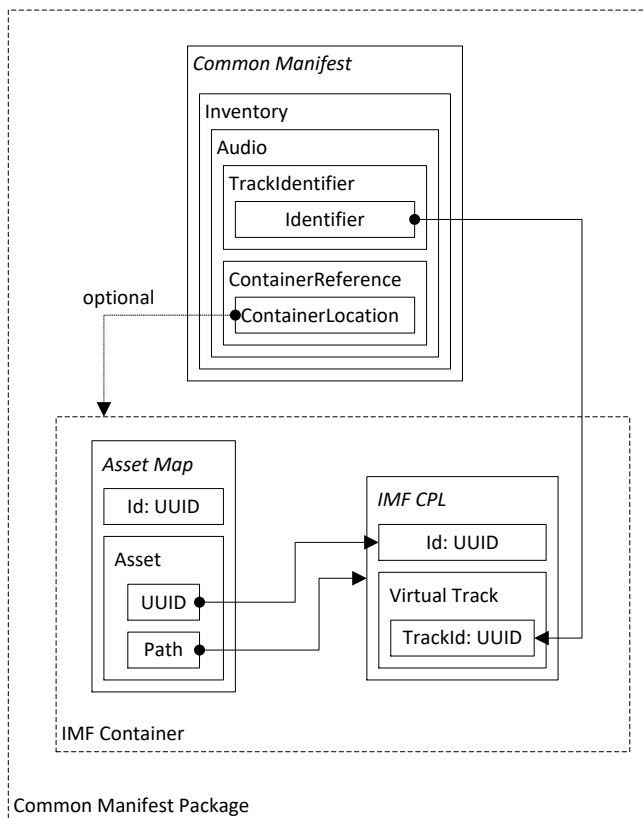 Common Manifest
Inventory
Audio
TrackIdentifier
Identifier
ContainerReference
optional
ContainerLocation
Asset Map
Id: UUID
Asset
UUID
Path
IMF CPL
Id: UUID
Virtual Track
TrackId: UUID
IMF Container
Common Manifest Package